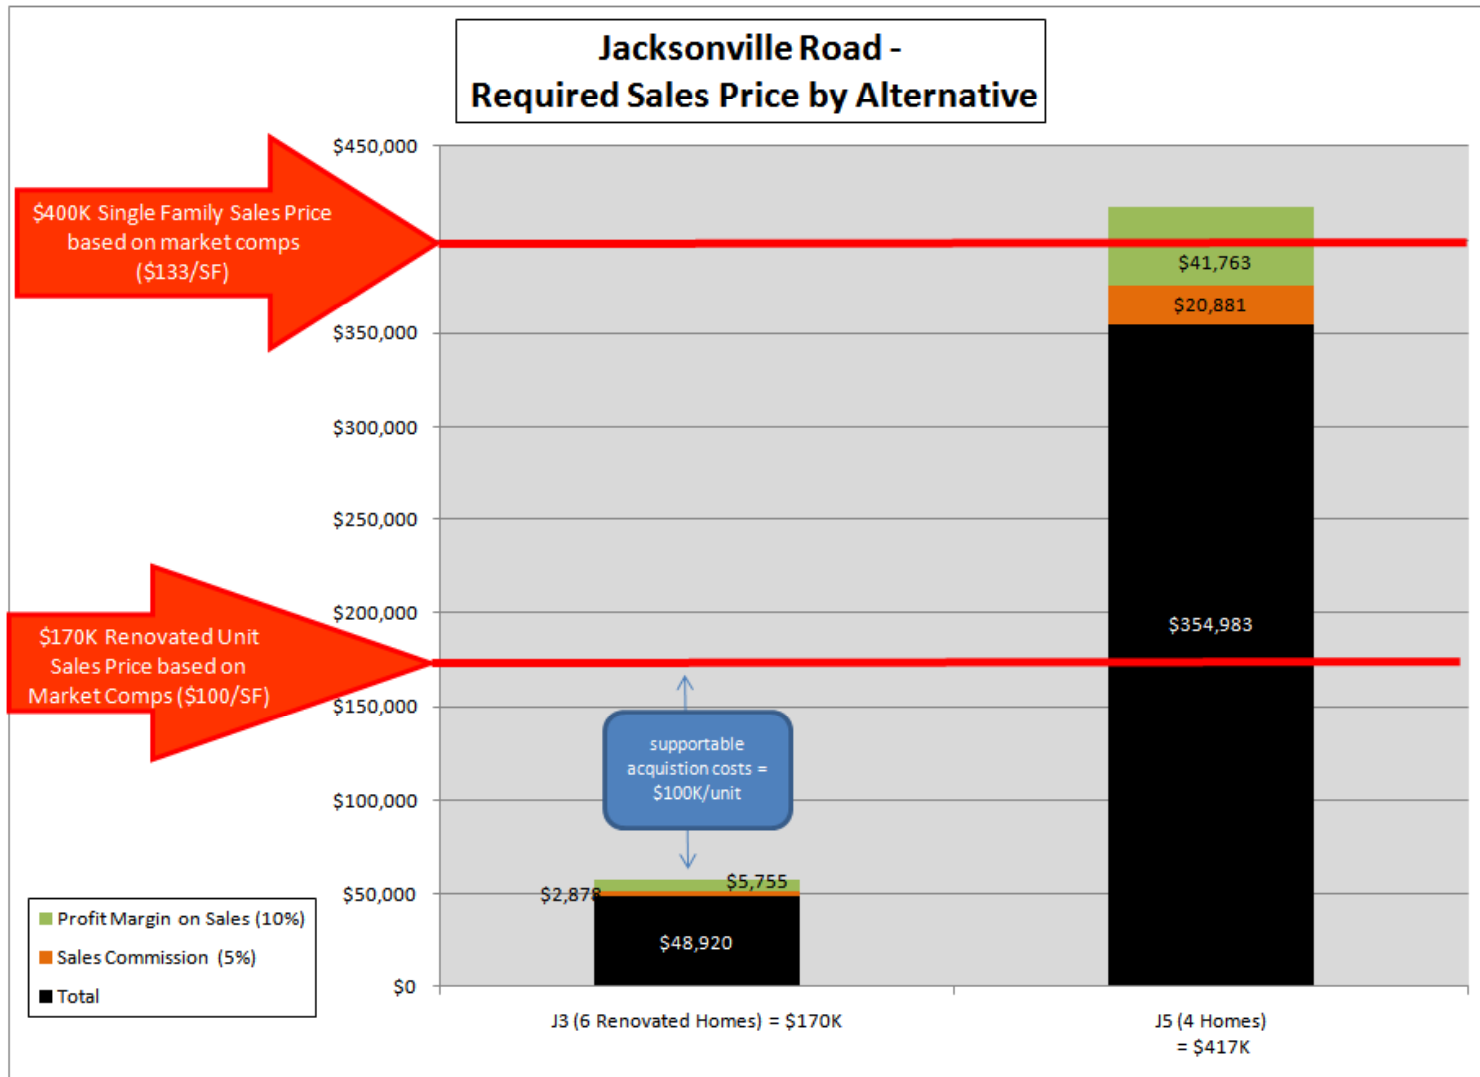 Jacksonville Road -
Required Sales Price by Alternative
$450,000
$350,000
$300,000
$250,000
$200,000
$150,000
$100,000
$50,000
$0
$400K Single Family Sales Price
based on market comps
($133/SF)
$170K Renovated Unit
Sales Price based on
Market Comps ($100/SF)
$41,763
$20,881
$354,983
supportable
acquistion costs =
$100K/unit
$5,755
$2,878
$48,920
Profit Margin on Sales (10%)
Sales Commission (5%)
Total
J3 (6 Renovated Homes) = $170K
J5 (4 Homes)
= $417K